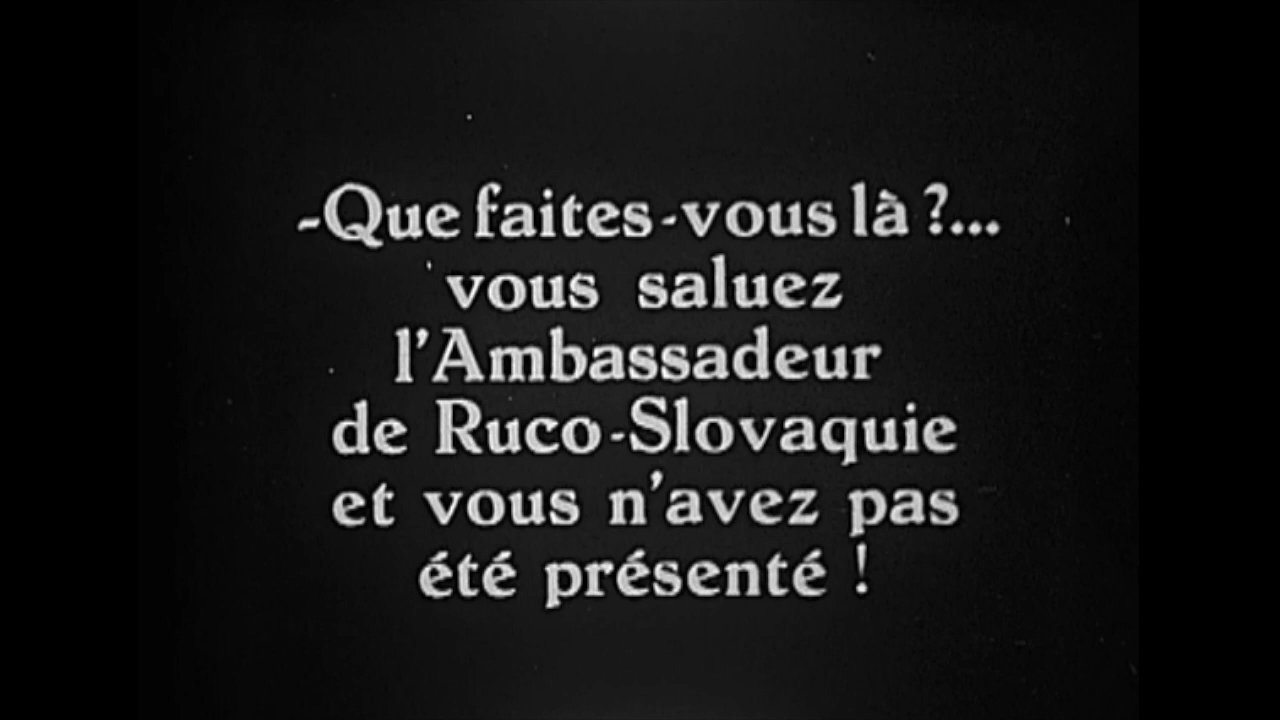 -Que faites-vous là ?...
vous saluez
l'Ambassadeur
de Ruco-Slovaquie
et vous n'avez pas
été présenté !